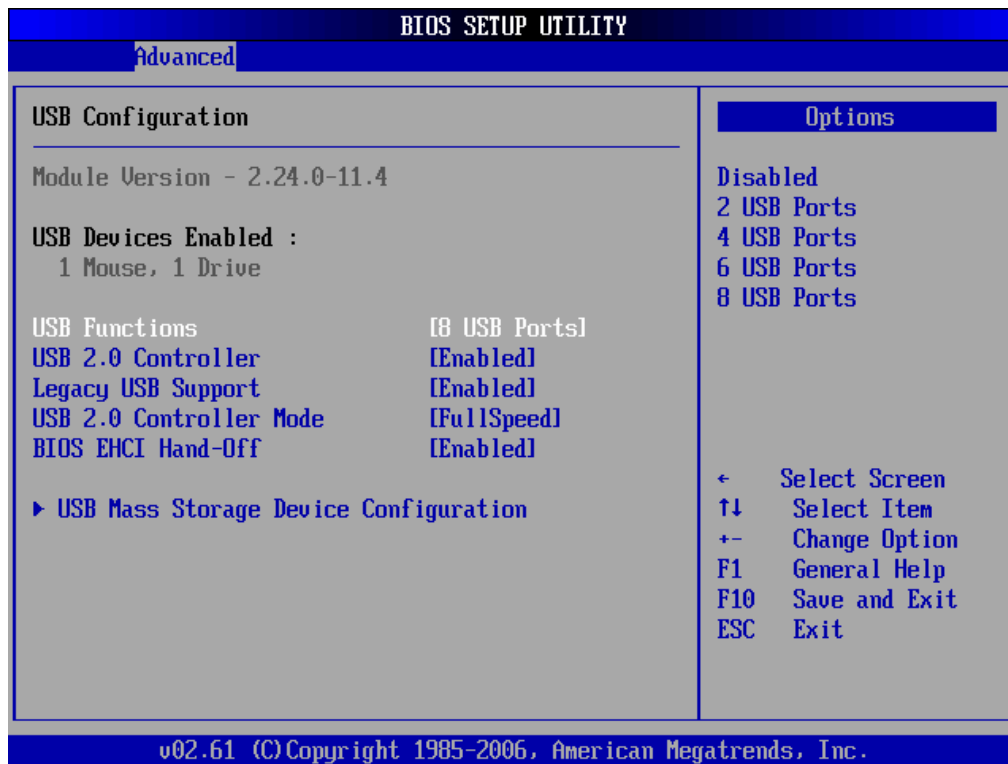 BIOS SETUP UTILITY
Advanced
USB Configuration
Module Version - 2.24.0-11.4
USB Devices Enabled :
1 Mouse, 1 Drive
USB Functions [8 USB Ports]
USB 2.0 Controller [Enabled]
Legacy USB Support [Enabled]
USB 2.0 Controller Mode [FullSpeed]
BIOS EHCI Hand-Off [Enabled]
▶ USB Mass Storage Device Configuration
Options
Disabled
2 USB Ports
4 USB Ports
6 USB Ports
8 USB Ports
← Select Screen
↑↓ Select Item
+- Change Option
F1 General Help
F10 Save and Exit
ESC Exit
v02.61 (C)Copyright 1985-2006, American Megatrends, Inc.